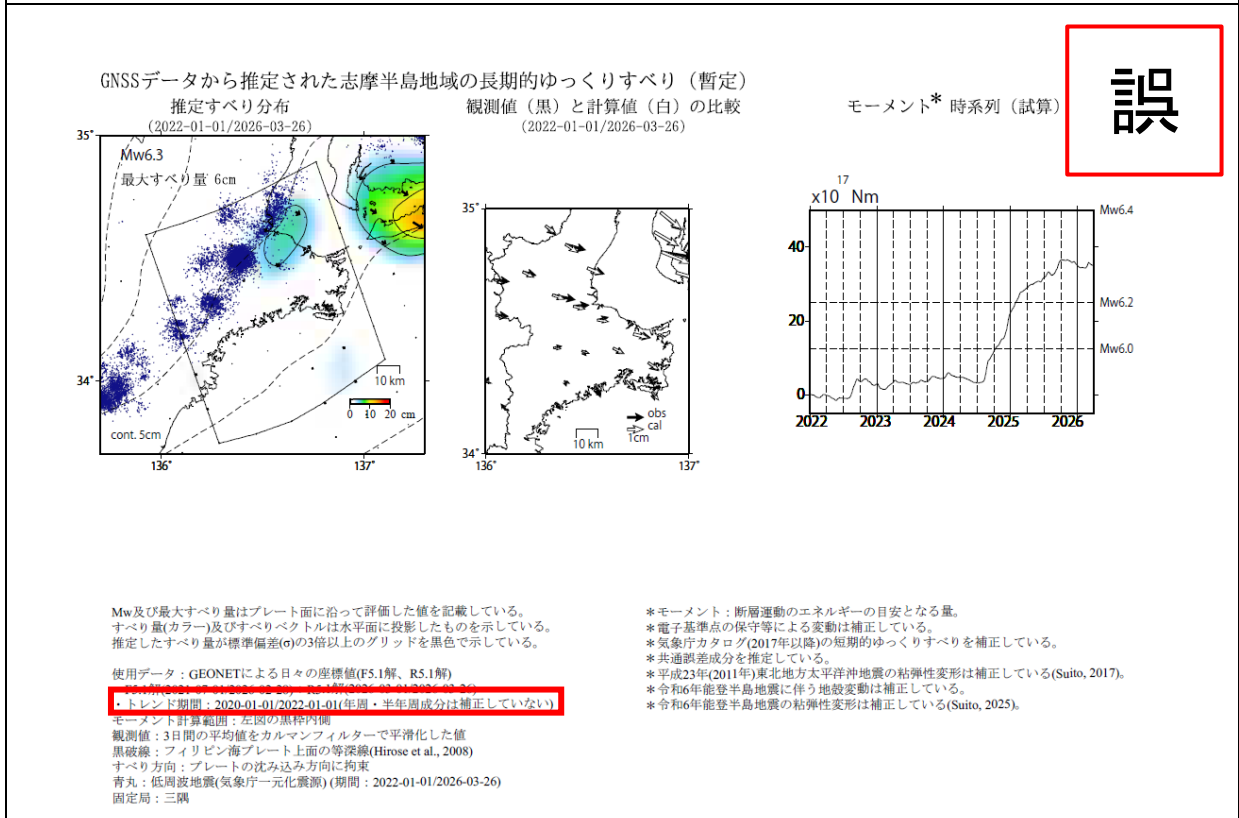 誤
GNSSデータから推定された志摩半島地域の長期的ゆっくりすべり（暫定）
推定すべり分布
(2022-01-01/2026-03-26)
35°
Mw6.3
最大すべり量 6cm
34°
10 km
0 10 20 cm
cont. 5cm
136°
137°
観測値（黒）と計算値（白）の比較
(2022-01-01/2026-03-26)
35°
obs
cal
1cm
10 km
34°
136°
137°
モーメント* 時系列（試算）
17
x10 Nm
Mw6.4
40
Mw6.2
20
Mw6.0
0
2022 2023 2024 2025 2026
Mw及び最大すべり量はプレート面に沿って評価した値を記載している。
すべり量(カラー)及びすべりベクトルは水平面に投影したものを示している。
推定したすべり量が標準偏差(σ)の3倍以上のグリッドを黒色で示している。
使用データ：GEONETによる日々の座標値(F5.1解、R5.1解)
F5.1解(2021-07-01/2026-02-28)+R5.1解(2026-03-01/2026-03-26)
・トレンド期間：2020-01-01/2022-01-01(年周・半年周成分は補正していない)
モーメント計算範囲：左図の黒枠内側
観測値：3日間の平均値をカルマンフィルターで平滑化した値
黒破線：フィリピン海プレート上面の等深線(Hirose et al., 2008)
すべり方向：プレートの沈み込み方向に拘束
青丸：低周波地震(気象庁一元化震源) (期間：2022-01-01/2026-03-26)
固定局：三隅
＊モーメント：断層運動のエネルギーの目安となる量。
＊電子基準点の保守等による変動は補正している。
＊気象庁カタログ(2017年以降)の短期的ゆっくりすべりを補正している。
＊共通誤差成分を推定している。
＊平成23年(2011年)東北地方太平洋沖地震の粘弾性変形は補正している(Suito, 2017)。
＊令和6年能登半島地震に伴う地殻変動は補正している。
＊令和6年能登半島地震の粘弾性変形は補正している(Suito, 2025)。